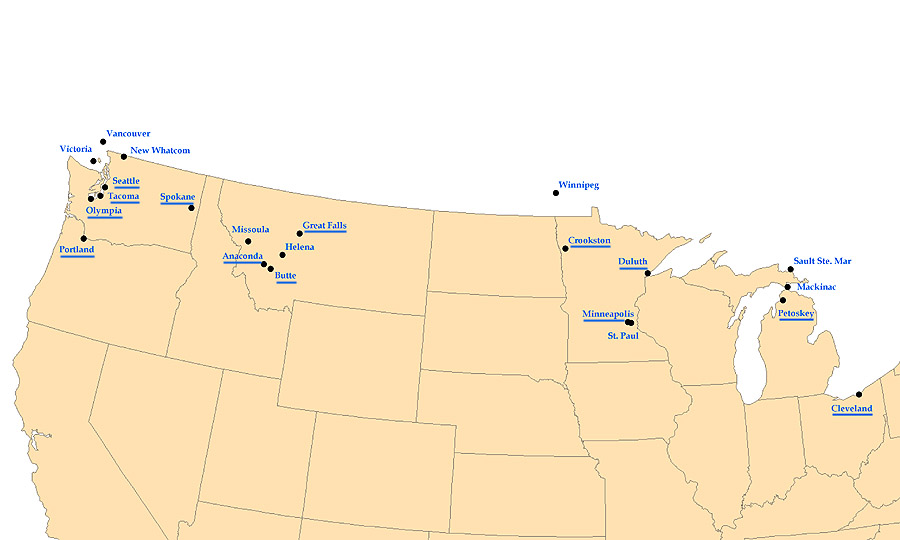 Vancouver
Victoria
New Whatcom
Seattle
Tacoma
Olympia
Spokane
Portland
Missoula
Great Falls
Helena
Anaconda
Butte
Winnipeg
Crookston
Duluth
Minneapolis
St. Paul
Sault Ste. Mar
Mackinac
Petoskey
Cleveland